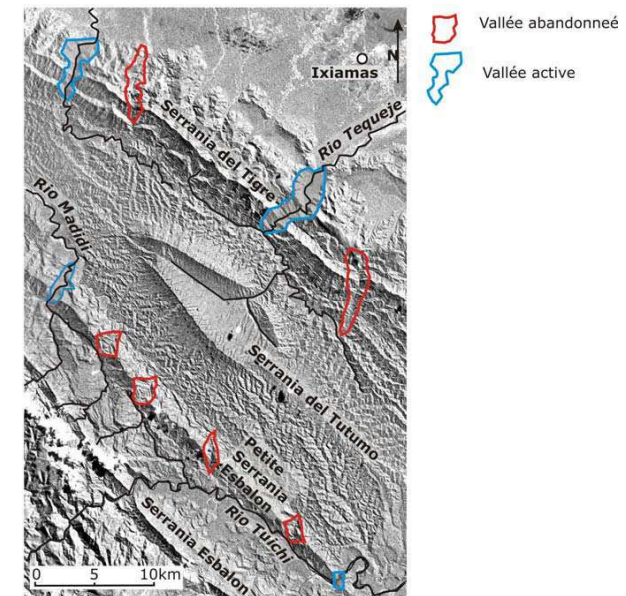 Vallée abandonneé
Vallée active
N
Ixiamas
Serrania del Tigre
Rio Tequeje
Rio Madidi
Serrania del Tutumo
Petite
Serrania
Esbalon
Rio Tuichi
Serrania Esbalon
0 5 10km